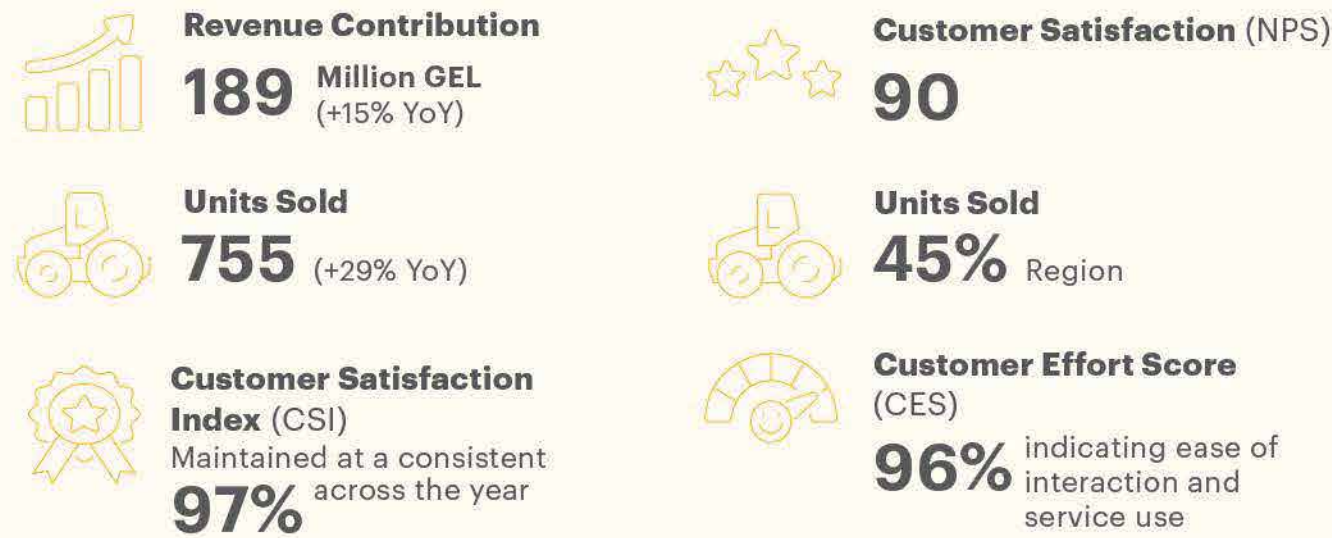 Revenue Contribution
189 Million GEL
(+15% YoY)
Customer Satisfaction (NPS)
90
Units Sold
755 (+29% YoY)
Units Sold
45% Region
Customer Satisfaction
Index (CSI)
Maintained at a consistent
97% across the year
Customer Effort Score
(CES)
96% indicating ease of
interaction and
service use